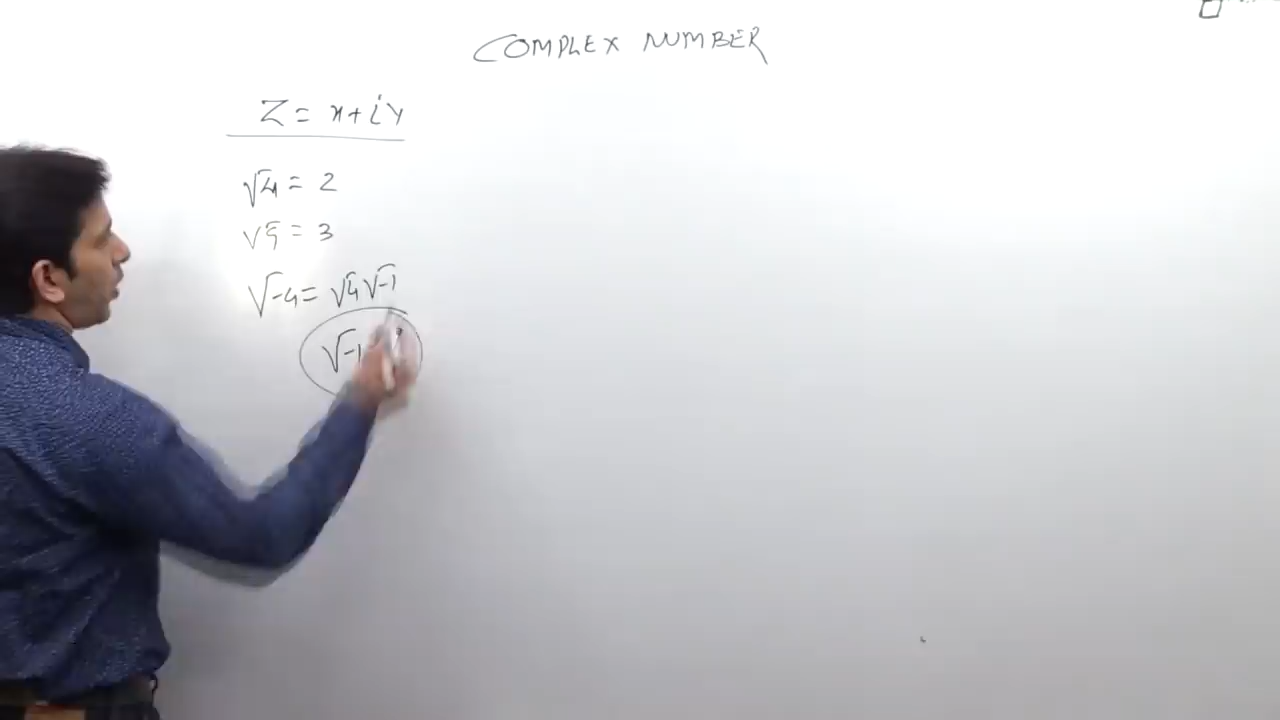 COMPLEX NUMBER
Z = x + iy
√4 = 2
√9 = 3
√-4 = √4 √-1
√-1